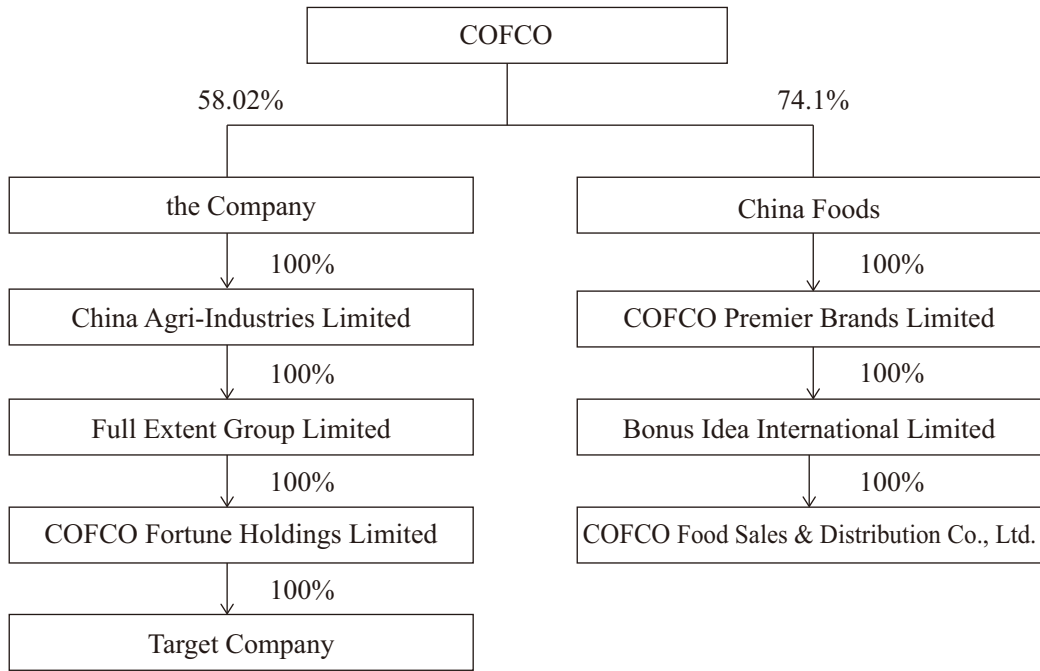 COFCO
58.02%
74.1%
the Company
China Foods
100%
100%
China Agri-Industries Limited
COFCO Premier Brands Limited
100%
100%
Full Extent Group Limited
Bonus Idea International Limited
100%
100%
COFCO Fortune Holdings Limited
COFCO Food Sales & Distribution Co., Ltd.
100%
Target Company